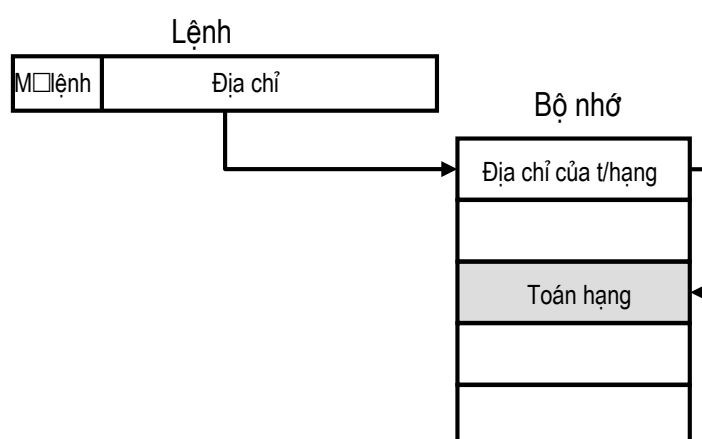 Lệnh
M□lệnh Địa chỉ
Bộ nhớ
Địa chỉ của t/hạng
Toán hạng